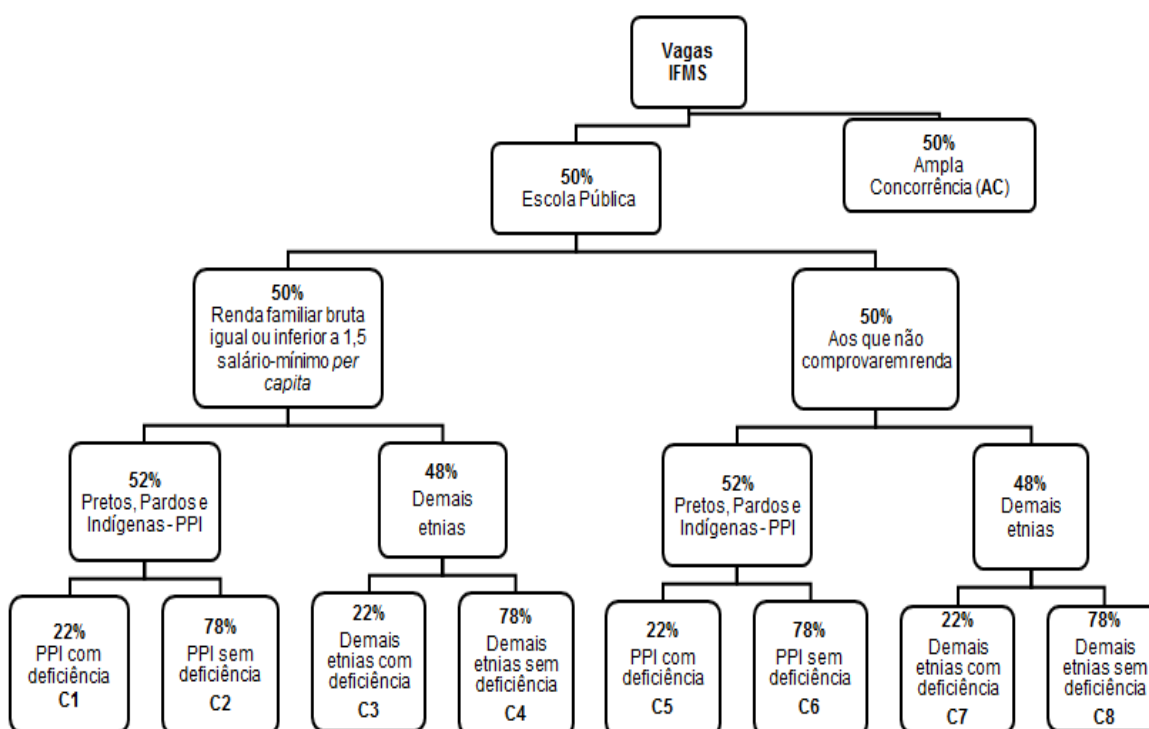 Vagas
IFMS
50%
Ampla
Concorrência (AC)
50%
Escola Pública
50%
Renda familiar bruta
igual ou inferior a 1,5
salário-mínimo per
capita
50%
Aos que não
comprovarem renda
52%
Pretos, Pardos e
Indígenas - PPI
48%
Demais
etnias
52%
Pretos, Pardos e
Indígenas - PPI
48%
Demais
etnias
22%
PPI com
deficiência
C1
78%
PPI sem
deficiência
C2
22%
Demais
etnias com
deficiência
C3
78%
Demais
etnias sem
deficiência
C4
22%
PPI com
deficiência
C5
78%
PPI sem
deficiência
C6
22%
Demais
etnias com
deficiência
C7
78%
Demais
etnias sem
deficiência
C8